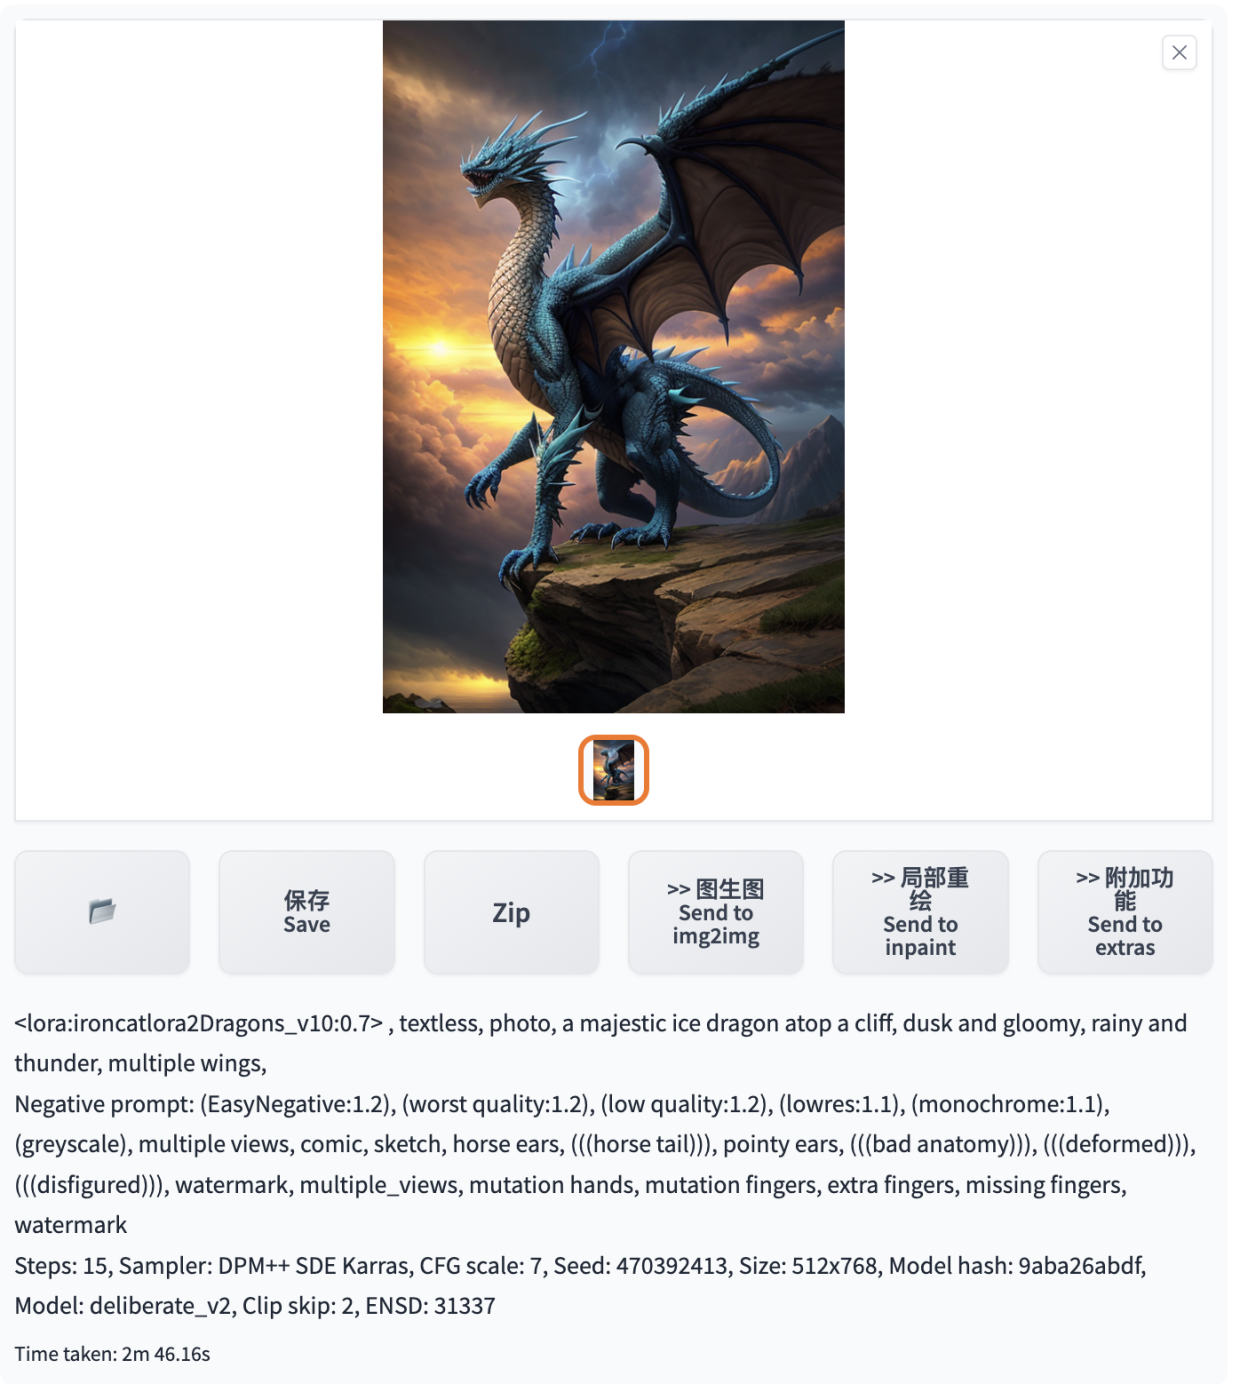 保存
Save
Zip
>> 图生图
Send to
img2img
>> 局部重
绘
Send to
inpaint
>> 附加功
能
Send to
extras
<lora:ironcatlora2Dragons_v10:0.7> , textless, photo, a majestic ice dragon atop a cliff, dusk and gloomy, rainy and
thunder, multiple wings,
Negative prompt: (EasyNegative:1.2), (worst quality:1.2), (low quality:1.2), (lowres:1.1), (monochrome:1.1),
(greyscale), multiple views, comic, sketch, horse ears, (((horse tail))), pointy ears, (((bad anatomy))), (((deformed))),
(((disfigured))), watermark, multiple_views, mutation hands, mutation fingers, extra fingers, missing fingers,
watermark
Steps: 15, Sampler: DPM++ SDE Karras, CFG scale: 7, Seed: 470392413, Size: 512x768, Model hash: 9aba26abdf,
Model: deliberate_v2, Clip skip: 2, ENSD: 31337
Time taken: 2m 46.16s